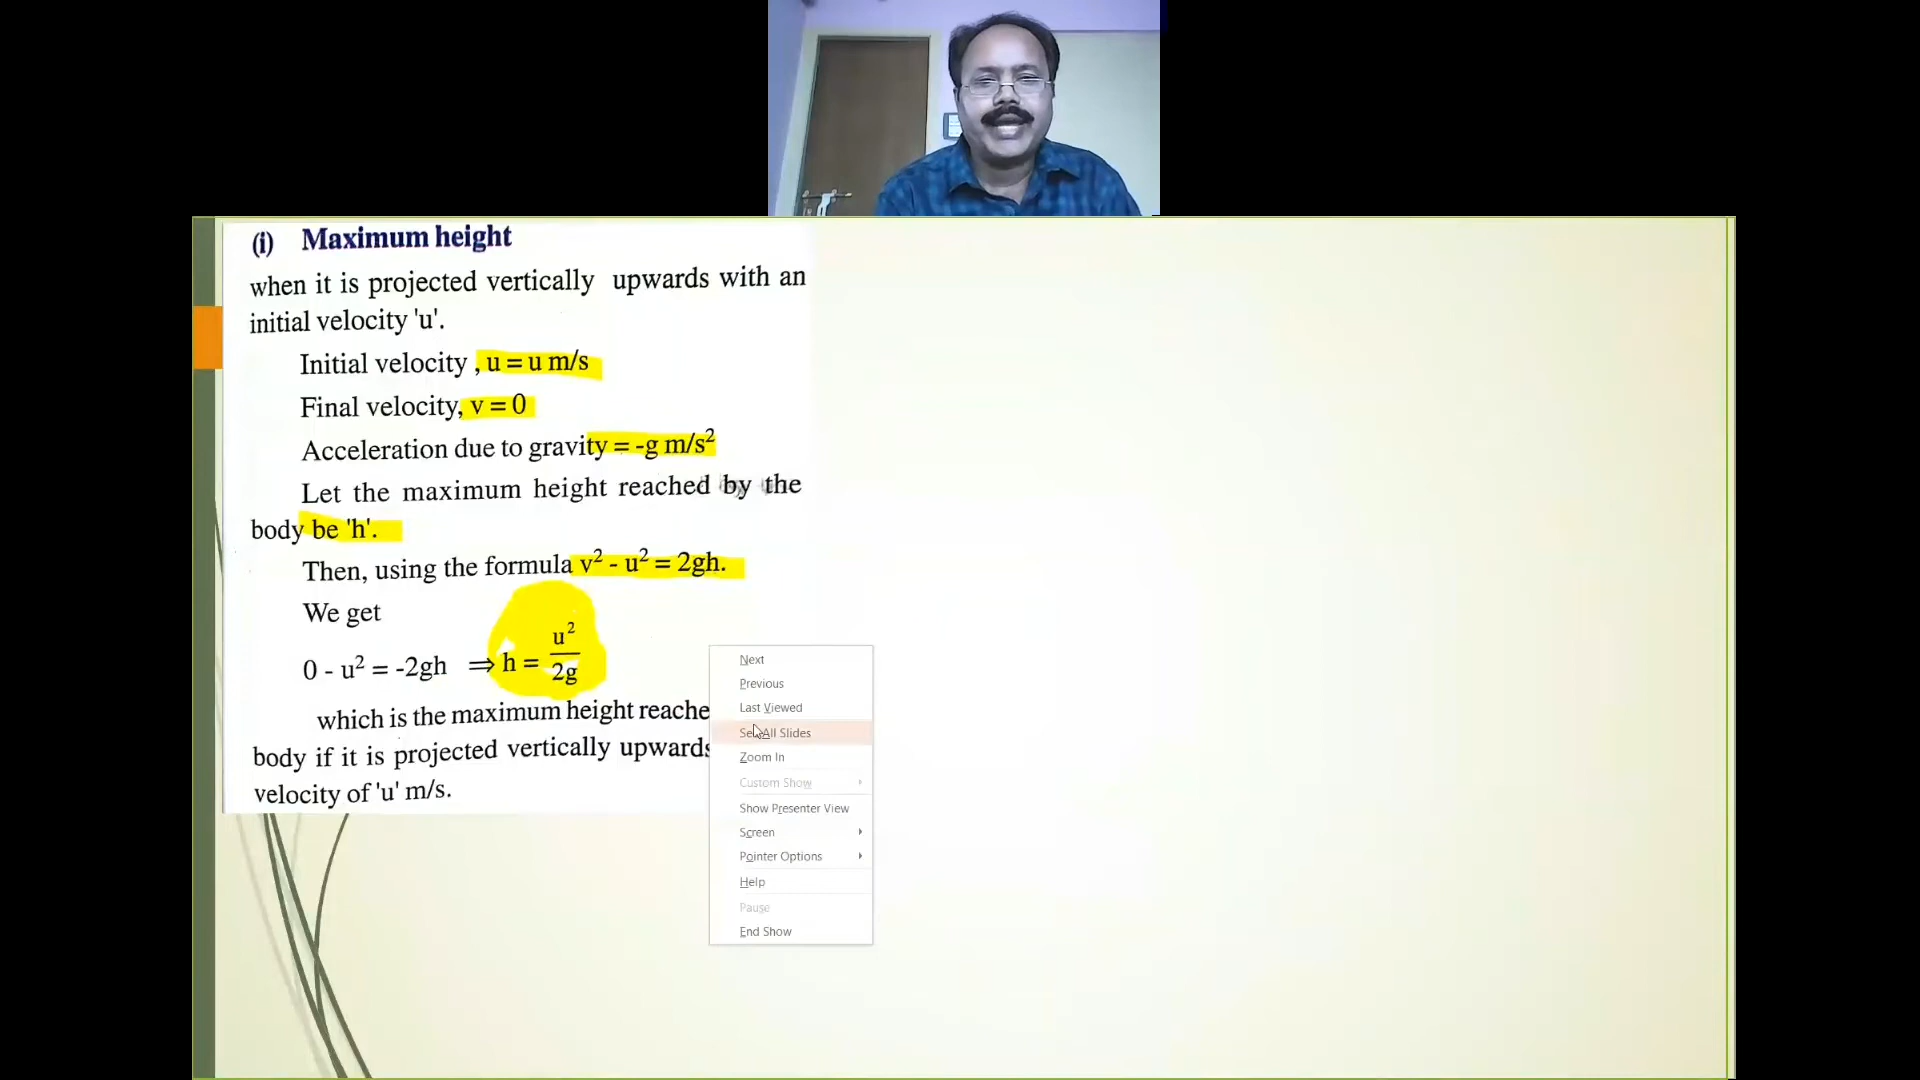 (i) Maximum height
when it is projected vertically upwards with an
initial velocity 'u'.
Initial velocity , u = u m/s
Final velocity, v = 0
Acceleration due to gravity = -g m/s²
Let the maximum height reached by the
body be 'h'.
Then, using the formula v² - u² = 2gh.
We get
0 - u² = -2gh ⇒ h = u²/2g
which is the maximum height reache
body if it is projected vertically upwards
velocity of 'u' m/s.
Next
Previous
Last Viewed
See All Slides
Zoom In
Custom Show
Show Presenter View
Screen
Pointer Options
Help
Pause
End Show